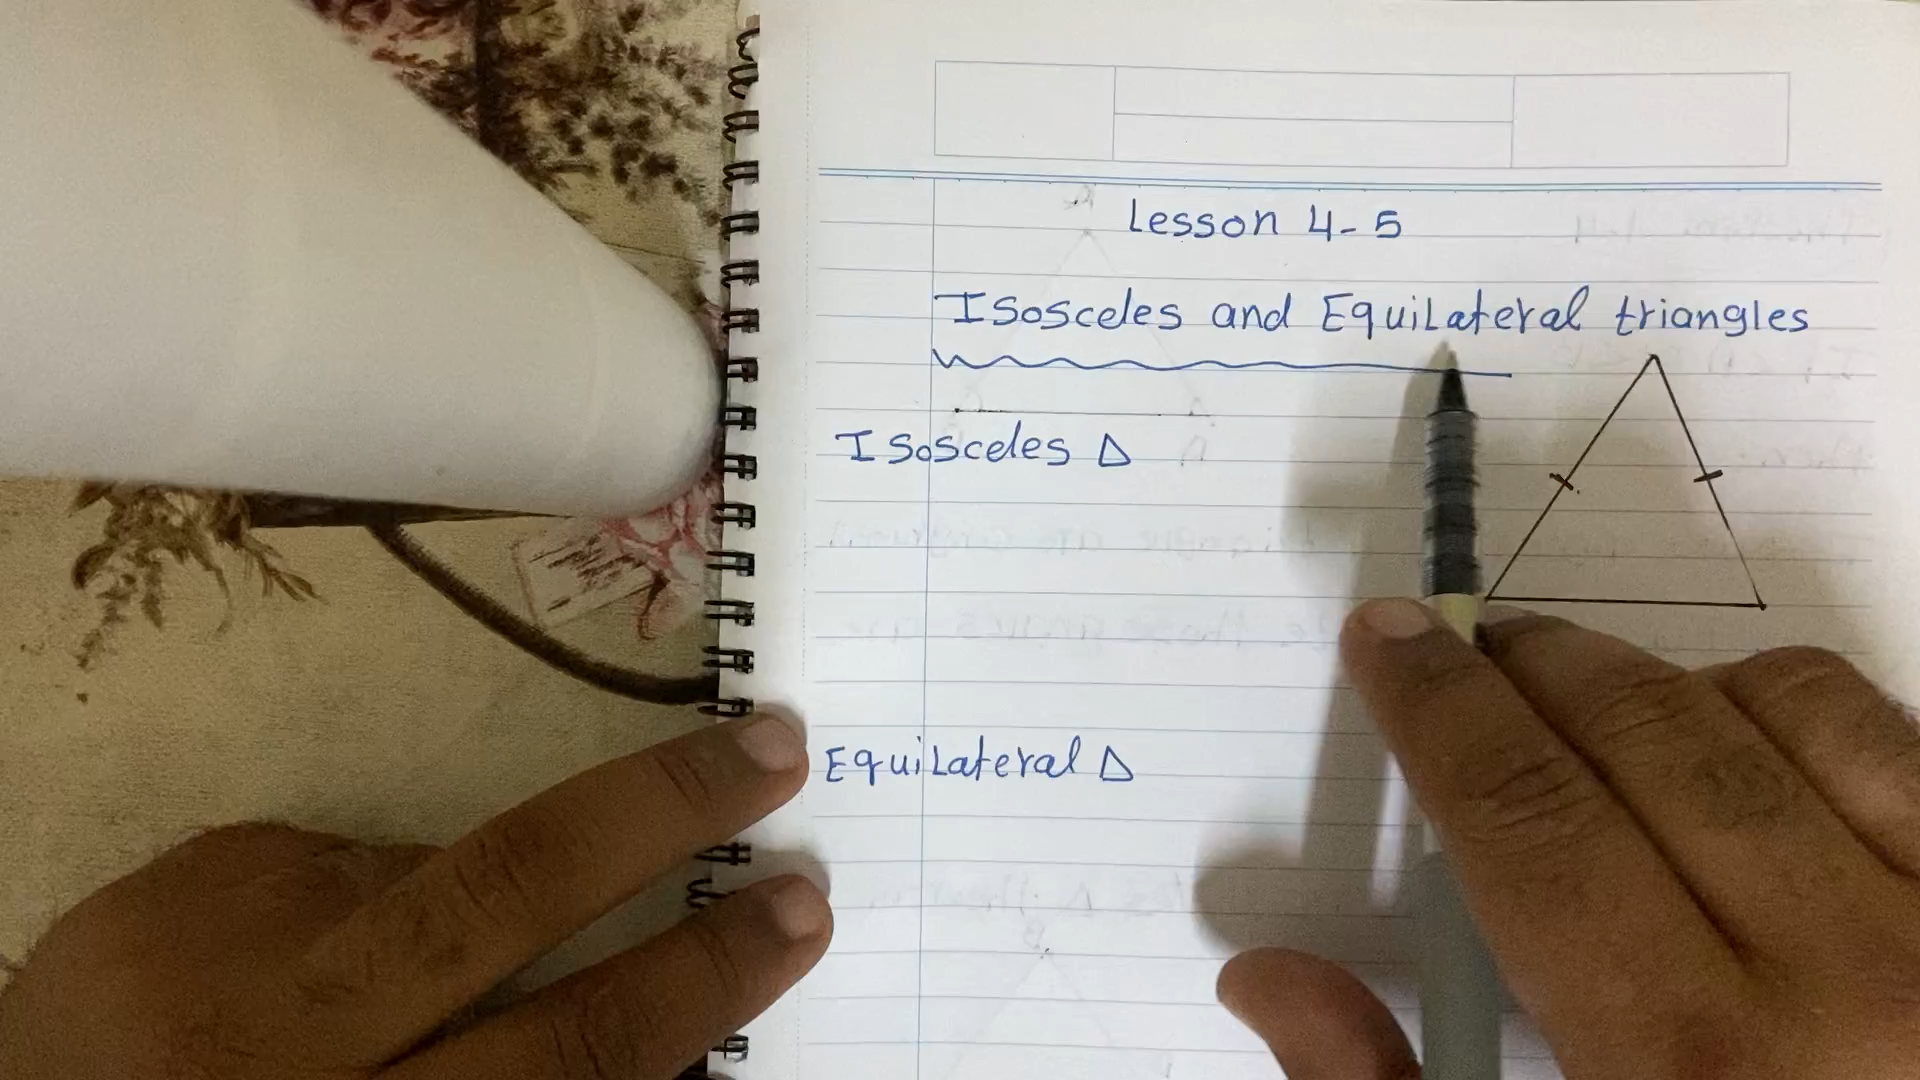 Lesson 4-5
Isosceles and Equilateral triangles
Isosceles Δ
Equilateral Δ